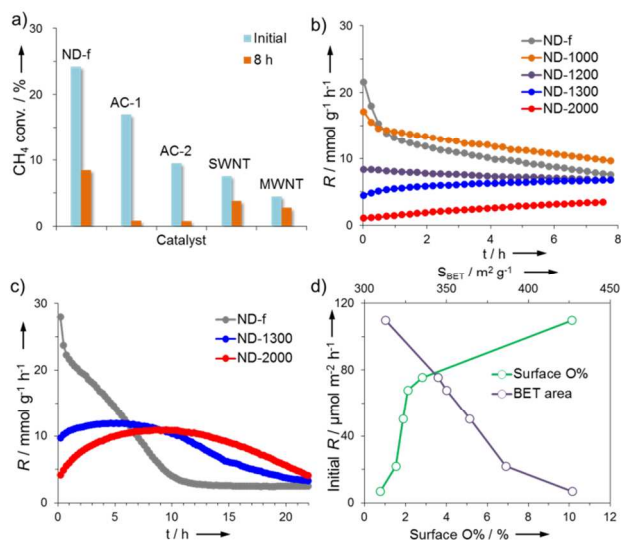 a)
30
20
10
0
CH4 conv. / %
ND-f
AC-1
AC-2
SWNT
MWNT
Initial
8 h
Catalyst
b)
30
20
10
0
R / mmol g-1 h-1
ND-f
ND-1000
ND-1200
ND-1300
ND-2000
0 2 4 6 8
t / h
c)
30
20
10
0
R / mmol g-1 h-1
ND-f
ND-1300
ND-2000
0 5 10 15 20
t / h
SBET / m2 g-1
300 350 400 450
d)
120
80
40
0
Initial R / μmol m-2 h-1
Surface O%
BET area
0 2 4 6 8 10 12
Surface O% / %